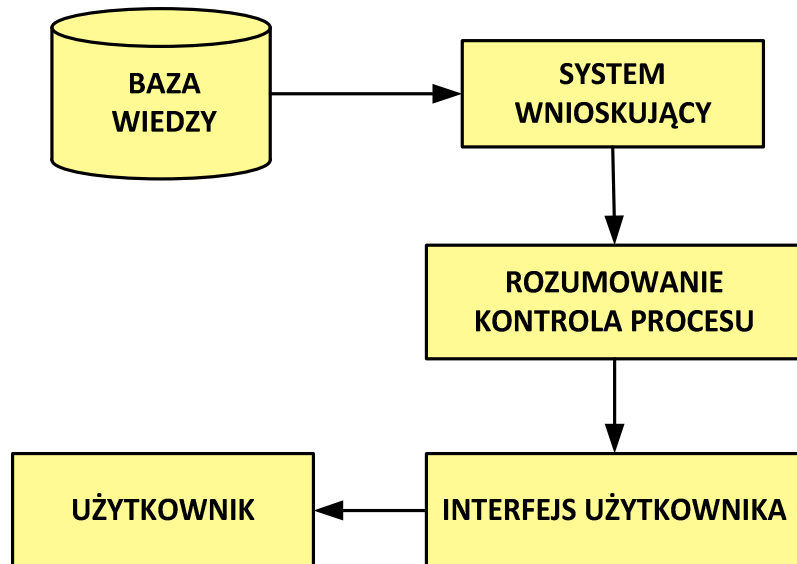 BAZA
WIEDZY
SYSTEM
WNIOSKUJĄCY
ROZUMOWANIE
KONTROLA PROCESU
UŻYTKOWNIK
INTERFEJS UŻYTKOWNIKA